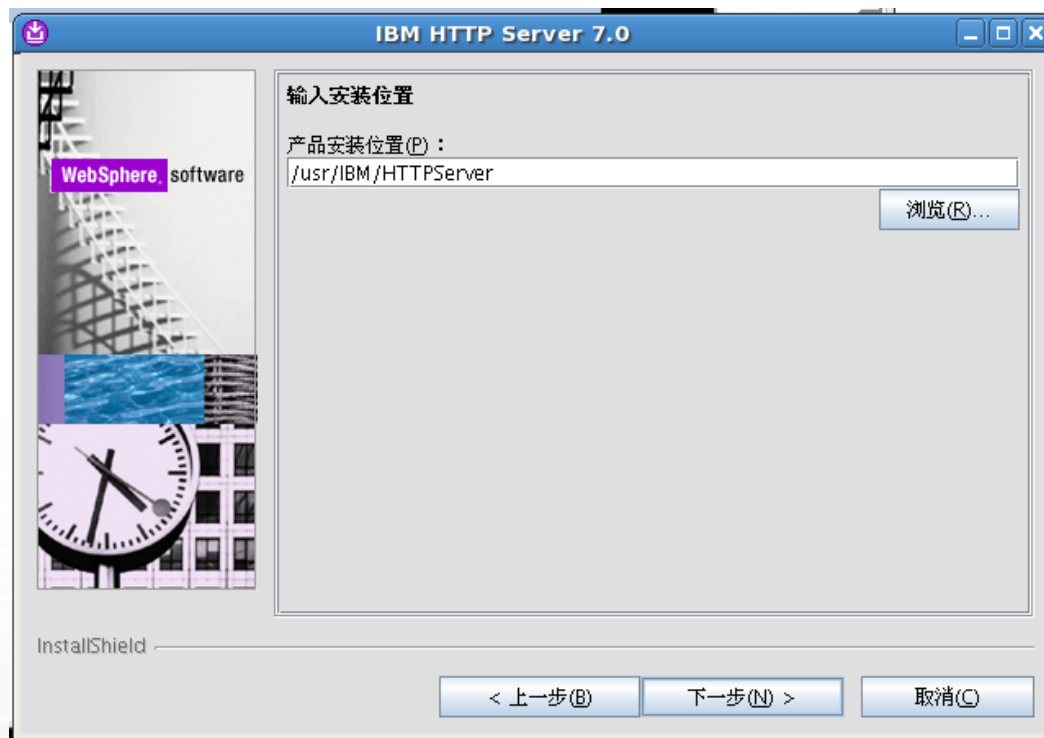 IBM HTTP Server 7.0
WebSphere. software
输入安装位置
产品安装位置(P)：
/usr/IBM/HTTPServer
浏览(R)...
InstallShield
< 上一步(B)
下一步(N) >
取消(C)